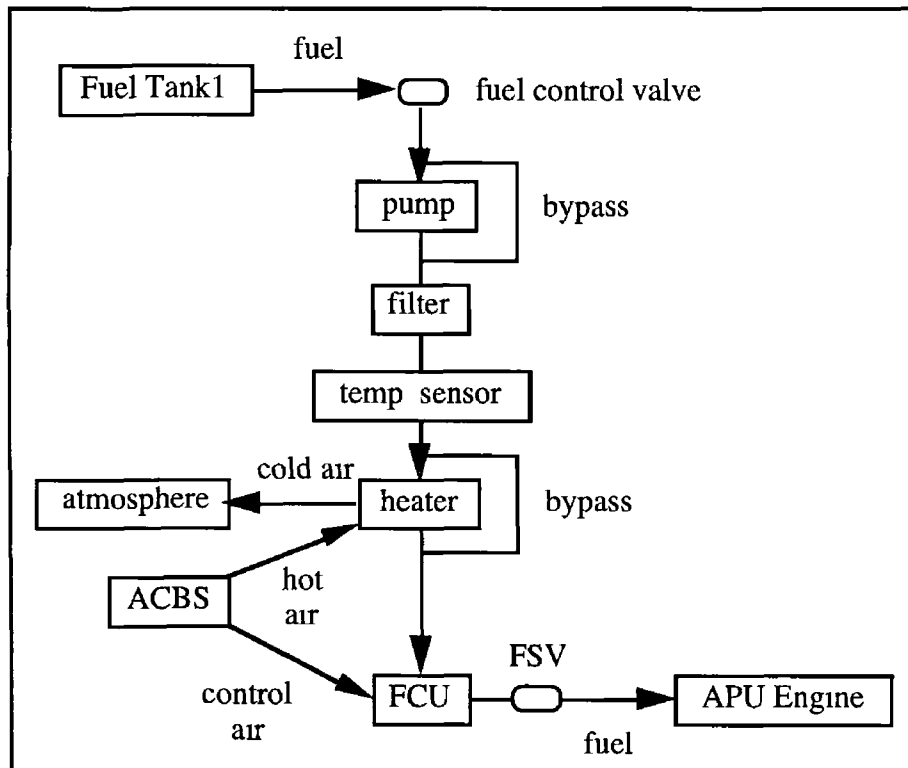 fuel
Fuel Tank1
fuel control valve
pump
bypass
filter
temp sensor
cold air
atmosphere
heater
bypass
hot
air
ACBS
FSV
control
air
FCU
APU Engine
fuel